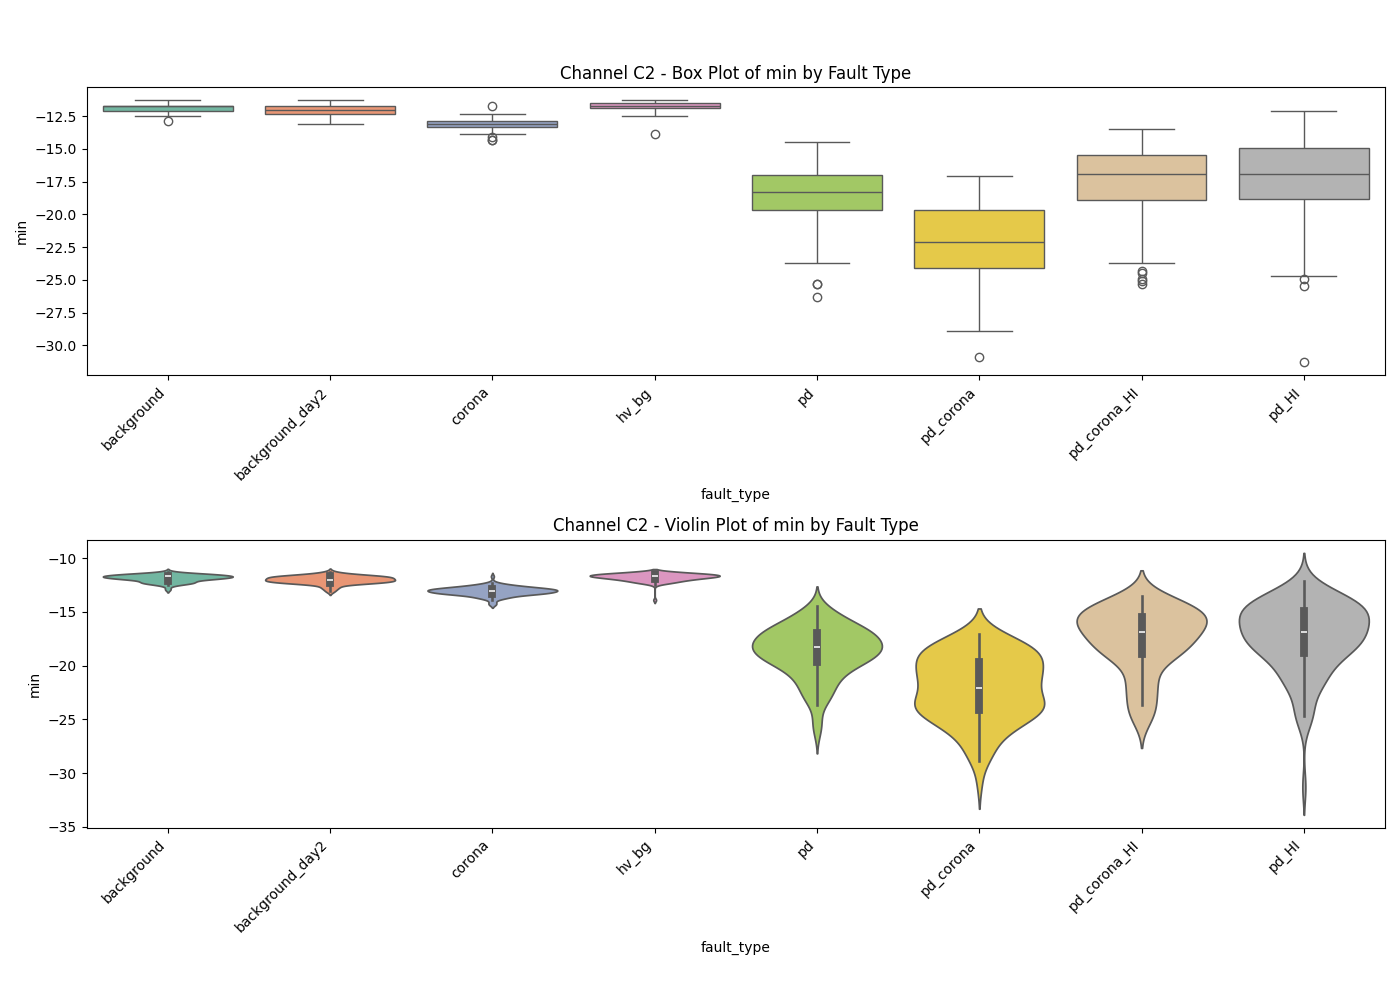 Channel C2 - Box Plot of min by Fault Type
min
−12.5
−15.0
−17.5
−20.0
−22.5
−25.0
−27.5
−30.0
background
background_day2
corona
hv_bg
pd
pd_corona
pd_corona_HI
pd_HI
fault_type
Channel C2 - Violin Plot of min by Fault Type
min
−10
−15
−20
−25
−30
−35
background
background_day2
corona
hv_bg
pd
pd_corona
pd_corona_HI
pd_HI
fault_type